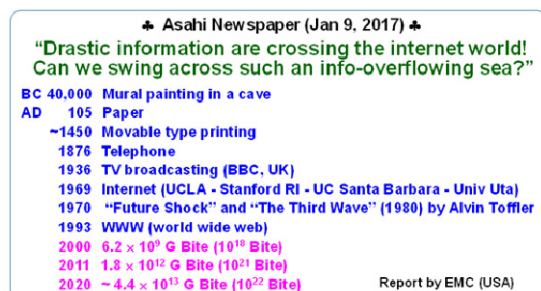 ♣ Asahi Newspaper (Jan 9, 2017) ♣
“Drastic information are crossing the internet world!
Can we swing across such an info-overflowing sea?”
BC 40,000 Mural painting in a cave
AD 105 Paper
~1450 Movable type printing
1876 Telephone
1936 TV broadcasting (BBC, UK)
1969 Internet (UCLA - Stanford RI - UC Santa Barbara - Univ Uta)
1970 “Future Shock” and “The Third Wave” (1980) by Alvin Toffler
1993 WWW (world wide web)
2000 6.2 x 10⁹ G Bite (10¹⁸ Bite)
2011 1.8 x 10¹² G Bite (10²¹ Bite)
2020 ~ 4.4 x 10¹³ G Bite (10²² Bite) Report by EMC (USA)